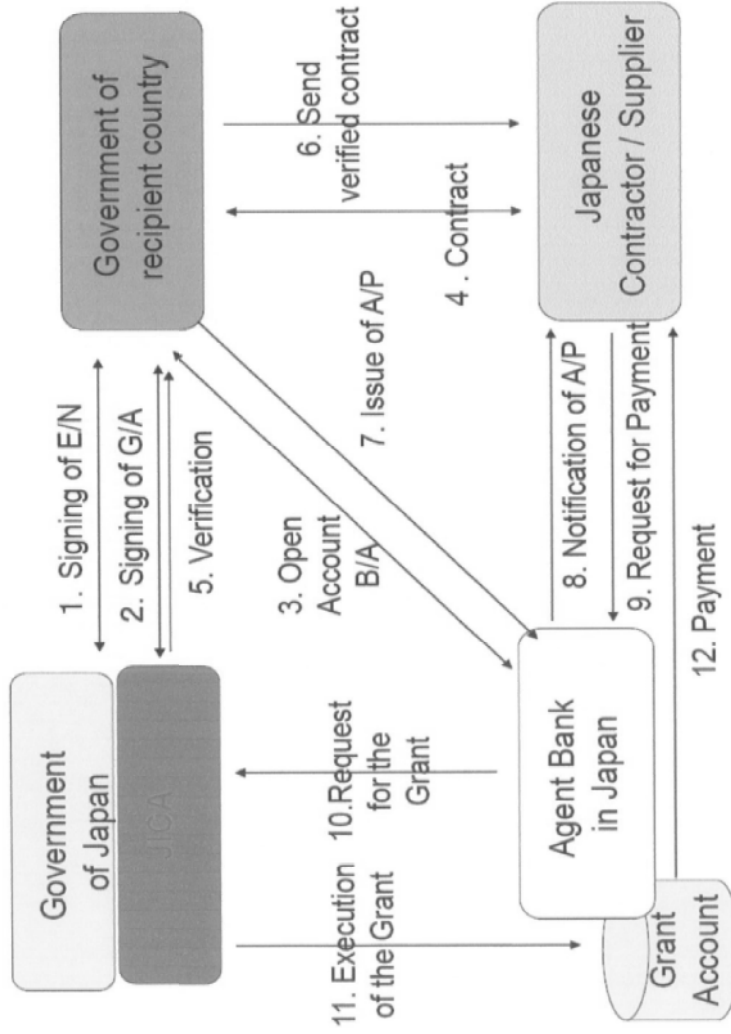 Government
of Japan
JICA
1. Signing of E/N
2. Signing of G/A
5. Verification
Government of
recipient country
11. Execution
of the Grant
10.Request
for the
Grant
3. Open
Account
B/A
7. Issue of A/P
4 . Contract
6. Send
verified contract
Agent Bank
in Japan
Grant
Account
8. Notification of A/P
9. Request for Payment
12. Payment
Japanese
Contractor / Supplier